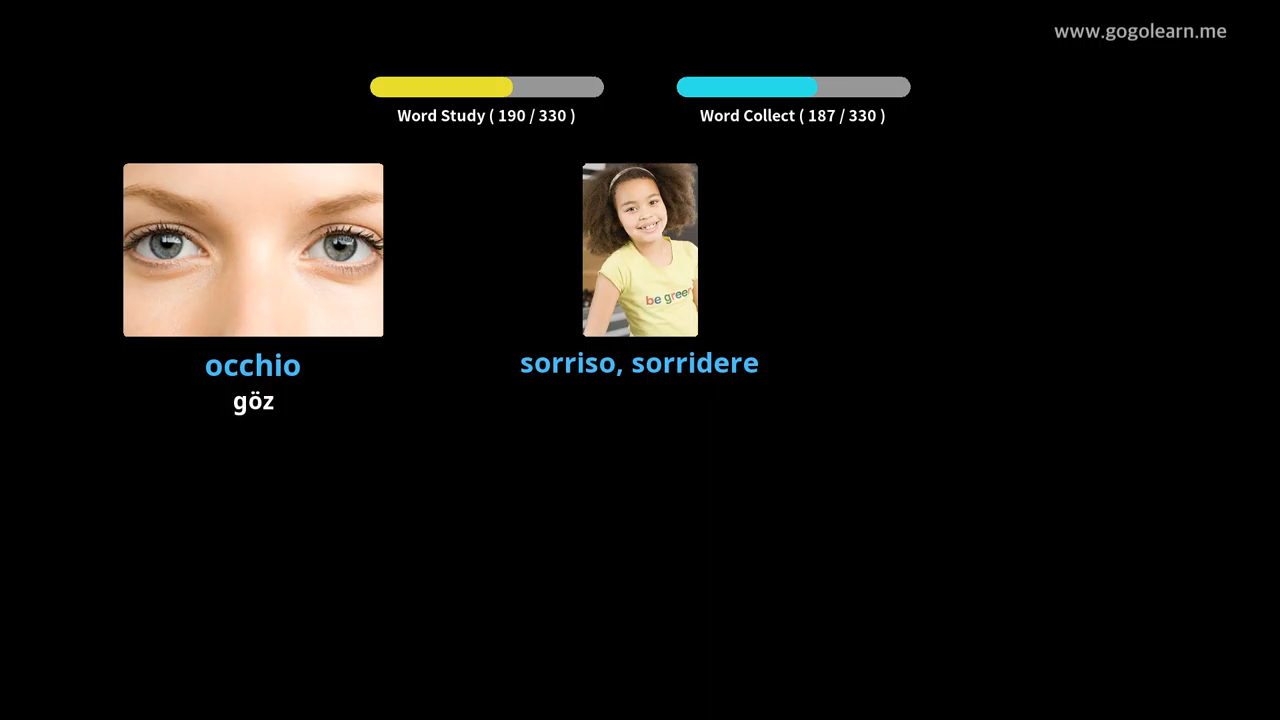 www.gogolearn.me
Word Study ( 190 / 330 )
Word Collect ( 187 / 330 )
be green
occhio
göz
sorriso, sorridere